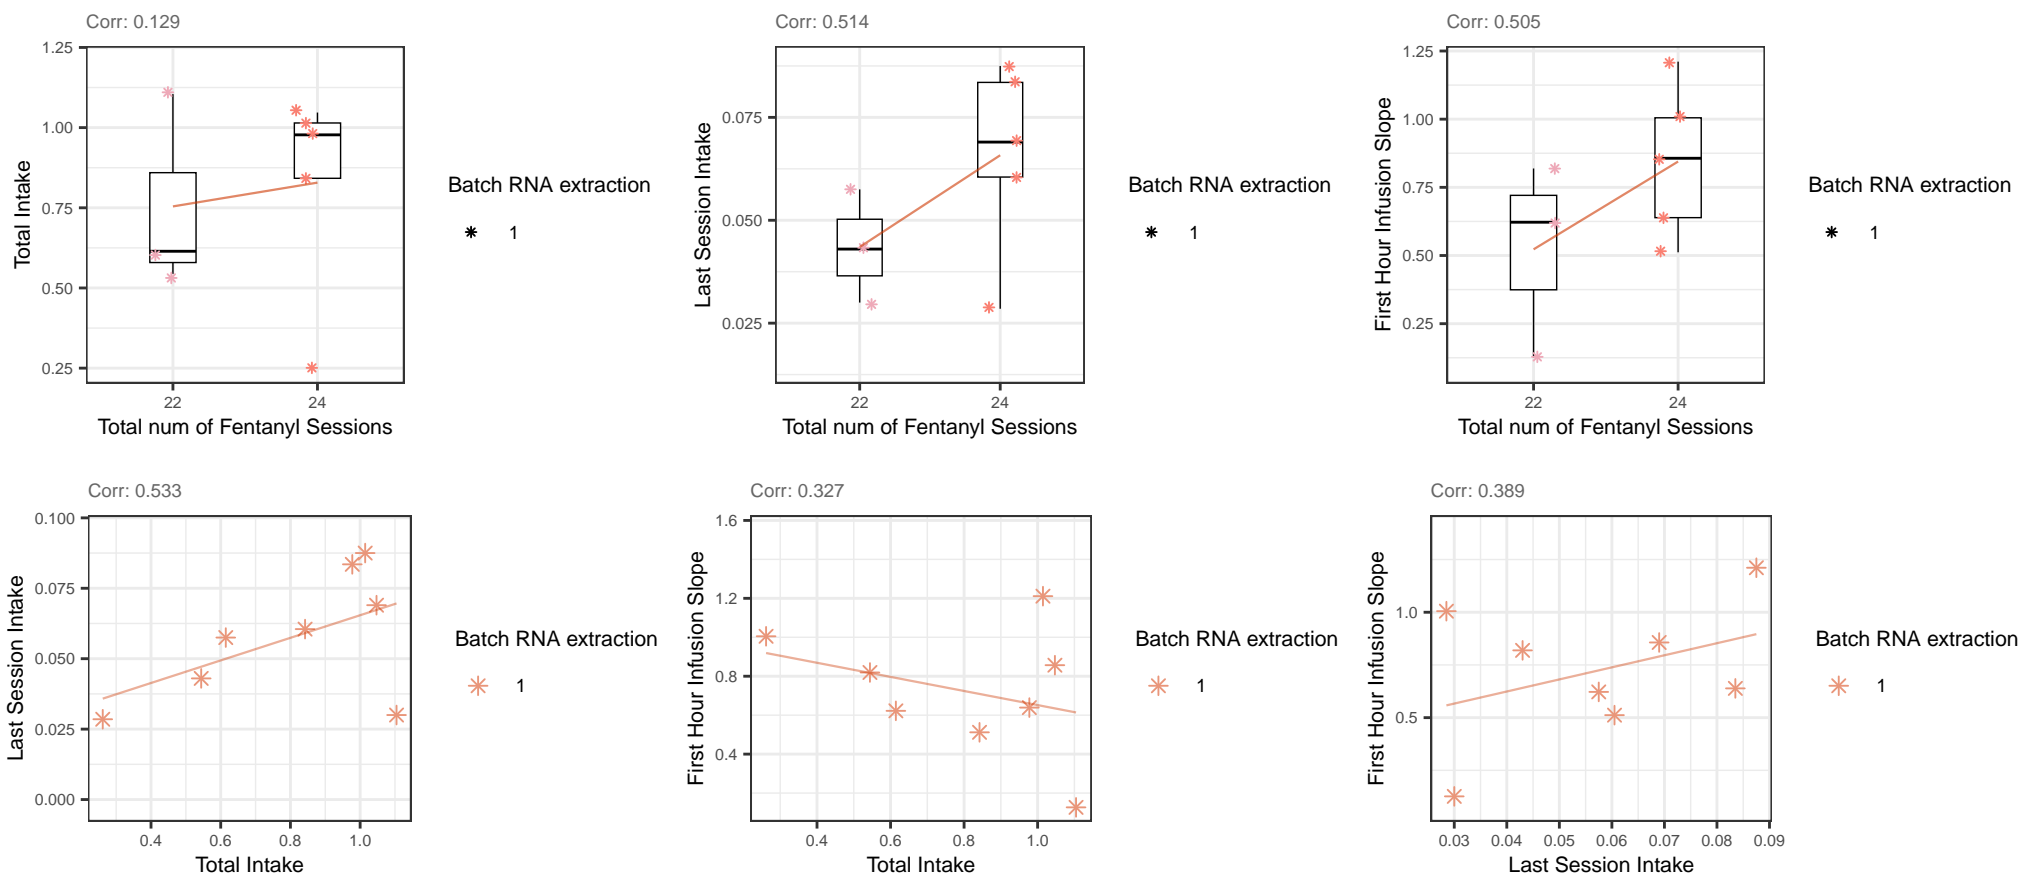 Corr: 0.129
1.25
1.00
0.75
0.50
0.25
Total Intake
22
24
Total num of Fentanyl Sessions
Batch RNA extraction
1
Corr: 0.514
0.075
0.050
0.025
Last Session Intake
22
24
Total num of Fentanyl Sessions
Batch RNA extraction
1
Corr: 0.505
1.25
1.00
0.75
0.50
0.25
First Hour Infusion Slope
22
24
Total num of Fentanyl Sessions
Batch RNA extraction
1
Corr: 0.533
0.100
0.075
0.050
0.025
0.000
Last Session Intake
0.4
0.6
0.8
1.0
Total Intake
Batch RNA extraction
1
Corr: 0.327
1.6
1.2
0.8
0.4
First Hour Infusion Slope
0.4
0.6
0.8
1.0
Total Intake
Batch RNA extraction
1
Corr: 0.389
1.0
0.5
First Hour Infusion Slope
0.03
0.04
0.05
0.06
0.07
0.08
0.09
Last Session Intake
Batch RNA extraction
1